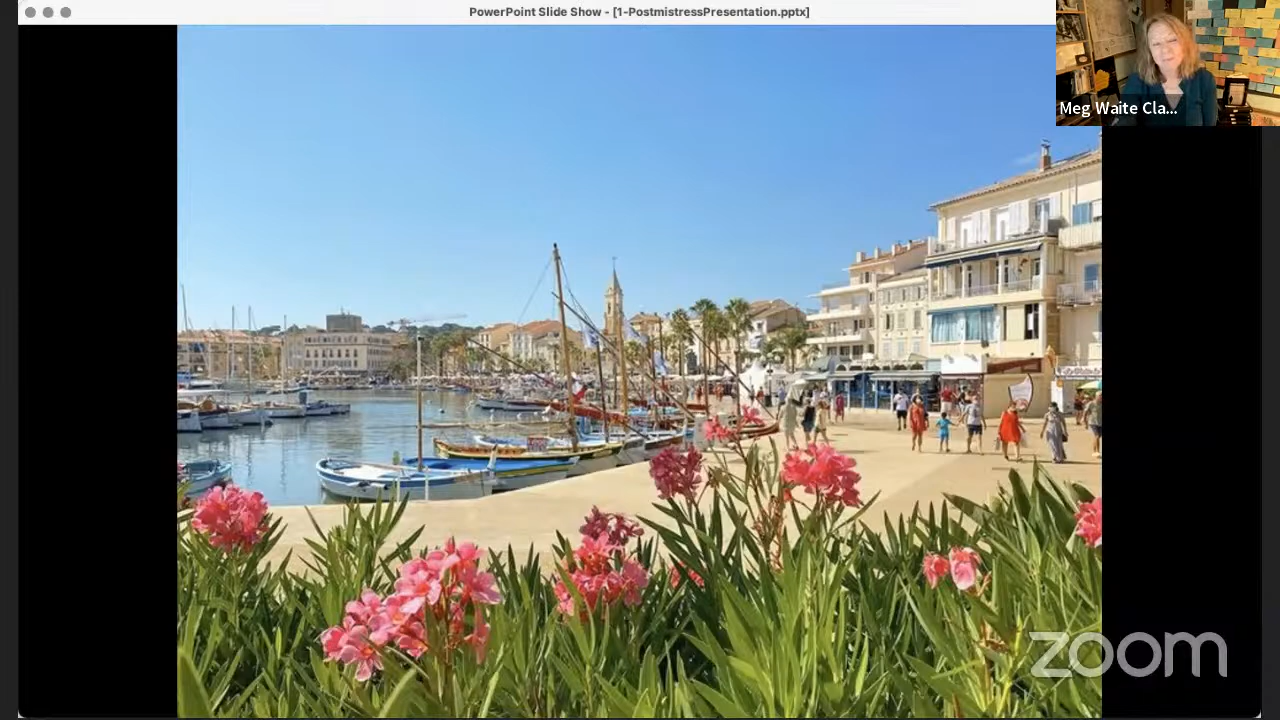 PowerPoint Slide Show - [1-PostmistressPresentation.pptx]
Meg Waite Cla...
zoom